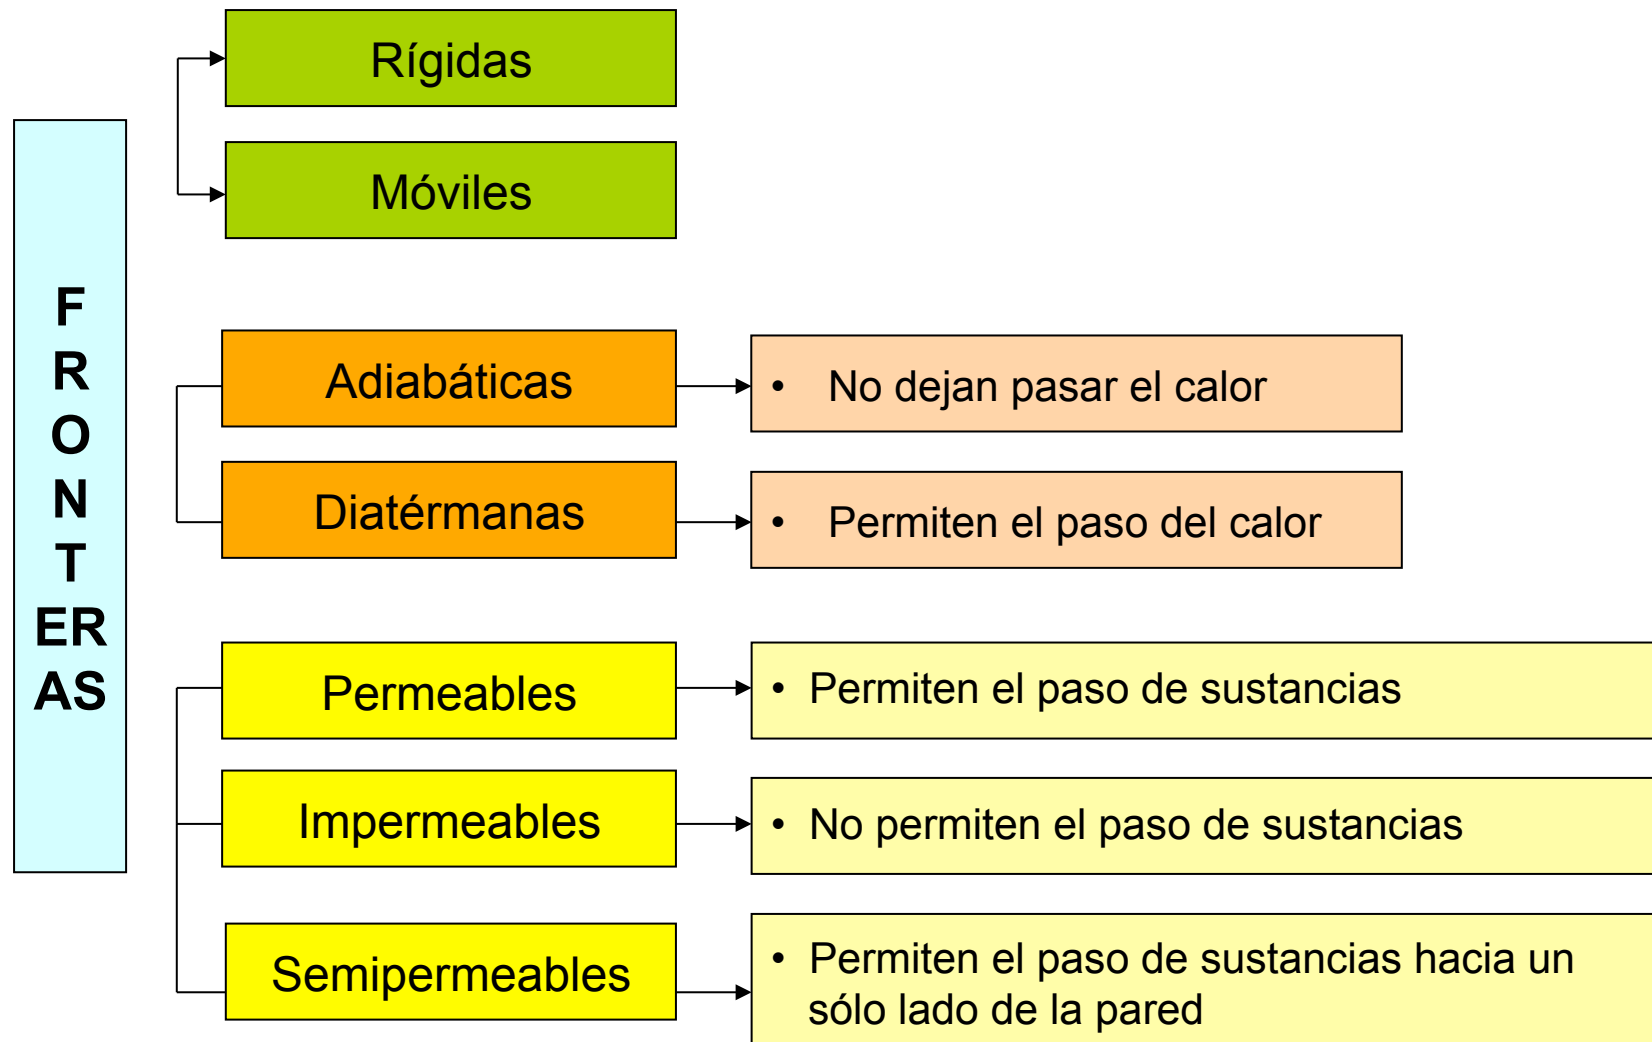 F
R
O
N
T
ER
AS
Rígidas
Móviles
Adiabáticas
• No dejan pasar el calor
Diatérmanas
• Permiten el paso del calor
Permeables
• Permiten el paso de sustancias
Impermeables
• No permiten el paso de sustancias
Semipermeables
• Permiten el paso de sustancias hacia un
sólo lado de la pared